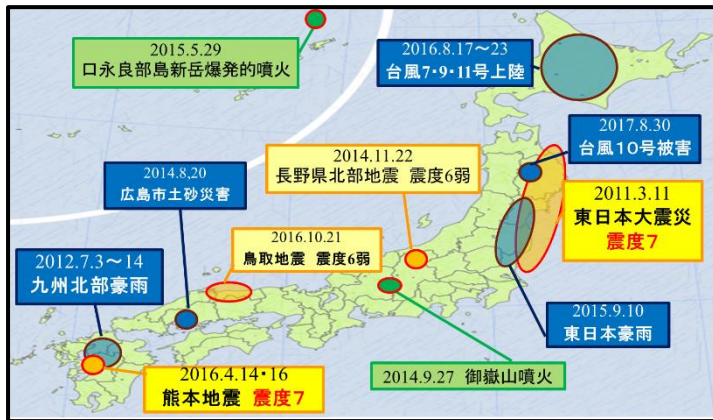 2015.5.29
口永良部島新岳爆発的噴火
2016.8.17～23
台風7・9・11号上陸
2017.8.30
台風10号被害
2014.8,20
広島市土砂災害
2014.11.22
長野県北部地震 震度6弱
2011.3.11
東日本大震災
震度7
2016.10.21
鳥取地震 震度6弱
2012.7.3～14
九州北部豪雨
2015.9.10
東日本豪雨
2016.4.14・16
熊本地震 震度7
2014.9.27 御嶽山噴火